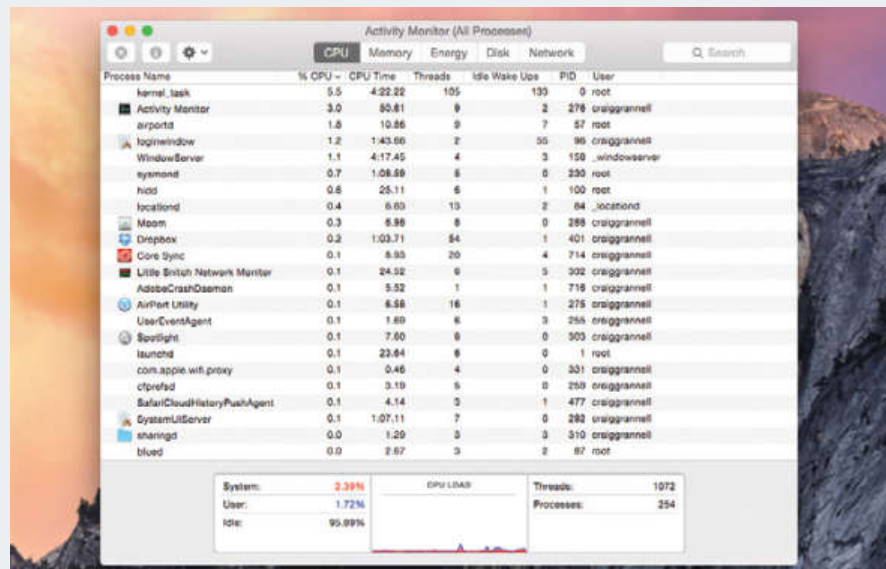 Activity Monitor (All Processes)
CPU Memory Energy Disk Network Search
Process Name % CPU CPU Time Threads Idle Wake Ups PID User
kernel_task 5.5 4:22.22 105 133 0 root
Activity Monitor 3.0 50.61 9 2 276 craiggrannell
airportd 1.8 10.86 9 7 57 root
loginwindow 1.2 1:43.66 2 55 96 craiggrannell
WindowServer 1.1 4:17.45 4 3 158 _windowserver
sysmond 0.7 1:08.59 5 0 230 root
hidd 0.6 25.11 6 1 100 root
locationd 0.4 6.63 13 2 84 _locationd
Moom 0.3 6.96 8 0 288 craiggrannell
Dropbox 0.2 1:03.71 54 1 401 craiggrannell
Core Sync 0.1 8.93 20 4 714 craiggrannell
Little Snitch Network Monitor 0.1 24.52 6 5 302 craiggrannell
AdobeCrashDaemon 0.1 5.52 1 1 716 craiggrannell
AirPort Utility 0.1 6.58 16 1 275 craiggrannell
UserEventAgent 0.1 1.69 6 3 255 craiggrannell
Spotlight 0.1 7.60 8 0 303 craiggrannell
launchd 0.1 23.64 6 0 1 root
com.apple.wifi.proxy 0.1 0.46 4 0 331 craiggrannell
cfprefsd 0.1 3.19 5 0 259 craiggrannell
SafariCloudHistoryPushAgent 0.1 4.14 3 1 477 craiggrannell
SystemUIServer 0.1 1:07.11 7 0 282 craiggrannell
sharingd 0.0 1.29 3 3 310 craiggrannell
blued 0.0 2.67 3 2 97 root
System: 2.39% CPU LOAD Threads: 1072
User: 1.72% Processes: 254
Idle: 95.89%